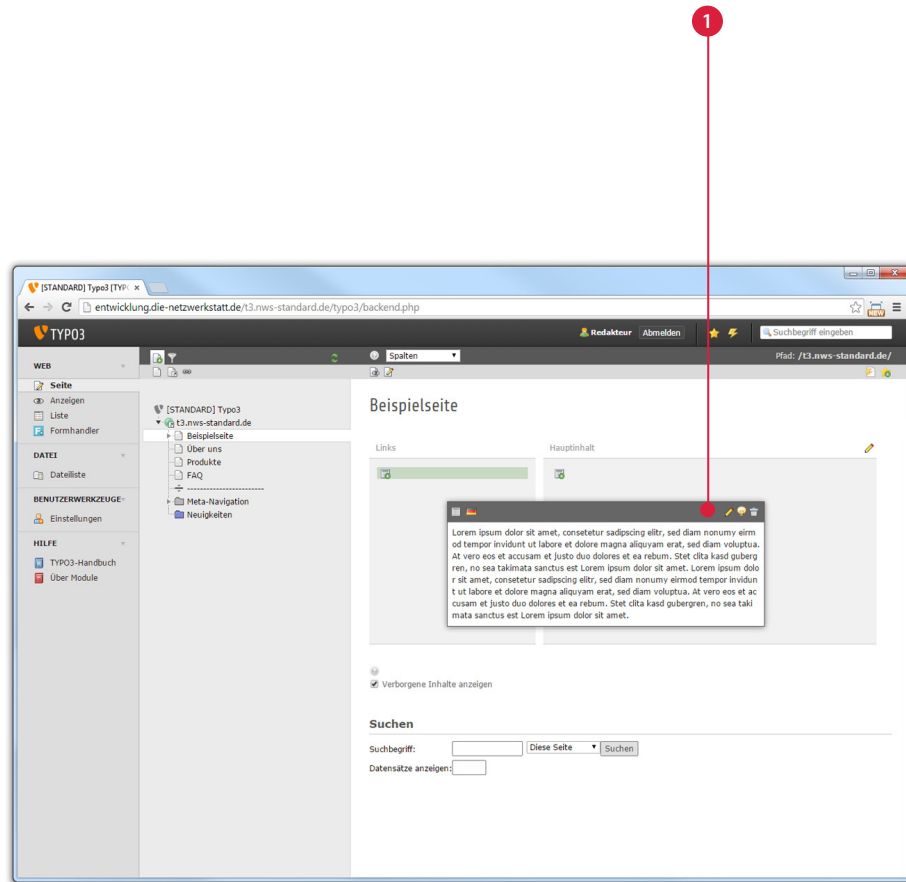 1
[STANDARD] Typo3 [TYP
entwicklung.die-netzwerkstatt.de/t3.nws-standard.de/typo3/backend.php
NEW
TYPO3
Redakteur
Abmelden
Suchbegriff eingeben
Spalten
Pfad: /t3.nws-standard.de/
WEB
Seite
Anzeigen
Liste
Formhandler
DATEI
Dateiliste
BENUTZERWERKZEUGE
Einstellungen
HILFE
TYPO3-Handbuch
Über Module
[STANDARD] Typo3
t3.nws-standard.de
Beispielseite
Über uns
Produkte
FAQ
------------------------
Meta-Navigation
Neuigkeiten
Beispielseite
Links
Hauptinhalt
Lorem ipsum dolor sit amet, consetetur sadipscing elitr, sed diam nonumy eirm
od tempor invidunt ut labore et dolore magna aliquyam erat, sed diam voluptua.
At vero eos et accusam et justo duo dolores et ea rebum. Stet clita kasd guberg
ren, no sea takimata sanctus est Lorem ipsum dolor sit amet. Lorem ipsum dolo
r sit amet, consetetur sadipscing elitr, sed diam nonumy eirmod tempor invidun
t ut labore et dolore magna aliquyam erat, sed diam voluptua. At vero eos et ac
cusam et justo duo dolores et ea rebum. Stet clita kasd gubergren, no sea taki
mata sanctus est Lorem ipsum dolor sit amet.
Verborgene Inhalte anzeigen
Suchen
Suchbegriff:
Diese Seite
Suchen
Datensätze anzeigen: